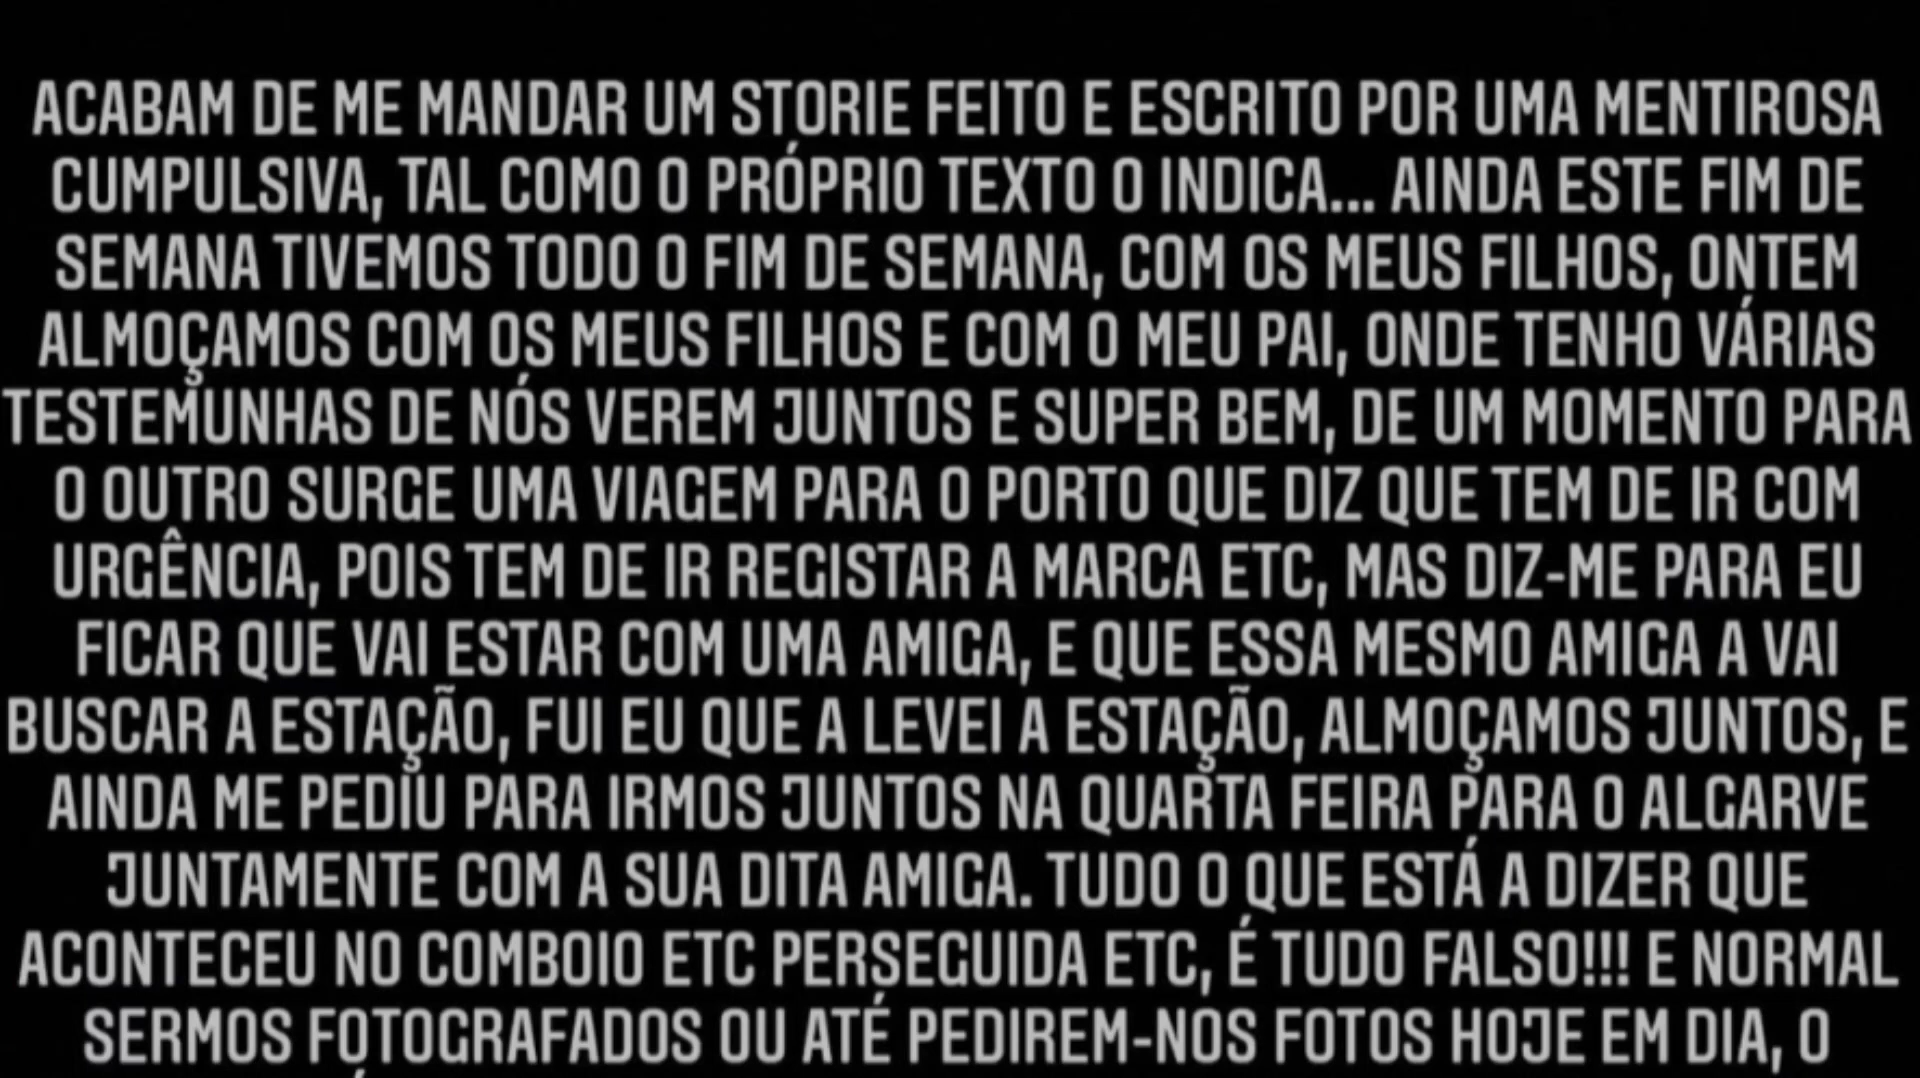 ACABAM DE ME MANDAR UM STORIE FEITO E ESCRITO POR UMA MENTIROSA
CUMPULSIVA, TAL COMO O PRÓPRIO TEXTO O INDICA... AINDA ESTE FIM DE
SEMANA TIVEMOS TODO O FIM DE SEMANA, COM OS MEUS FILHOS, ONTEM
ALMOÇAMOS COM OS MEUS FILHOS E COM O MEU PAI, ONDE TENHO VÁRIAS
TESTEMUNHAS DE NÓS VEREM JUNTOS E SUPER BEM, DE UM MOMENTO PARA
O OUTRO SURGE UMA VIAGEM PARA O PORTO QUE DIZ QUE TEM DE IR COM
URGÊNCIA, POIS TEM DE IR REGISTAR A MARCA ETC, MAS DIZ-ME PARA EU
FICAR QUE VAI ESTAR COM UMA AMIGA, E QUE ESSA MESMO AMIGA A VAI
BUSCAR A ESTAÇÃO, FUI EU QUE A LEVEI A ESTAÇÃO, ALMOÇAMOS JUNTOS, E
AINDA ME PEDIU PARA IRMOS JUNTOS NA QUARTA FEIRA PARA O ALGARVE
JUNTAMENTE COM A SUA DITA AMIGA. TUDO O QUE ESTÁ A DIZER QUE
ACONTECEU NO COMBOIO ETC PERSEGUIDA ETC, É TUDO FALSO!!! E NORMAL
SERMOS FOTOGRAFADOS OU ATÉ PEDIREM-NOS FOTOS HOJE EM DIA, O